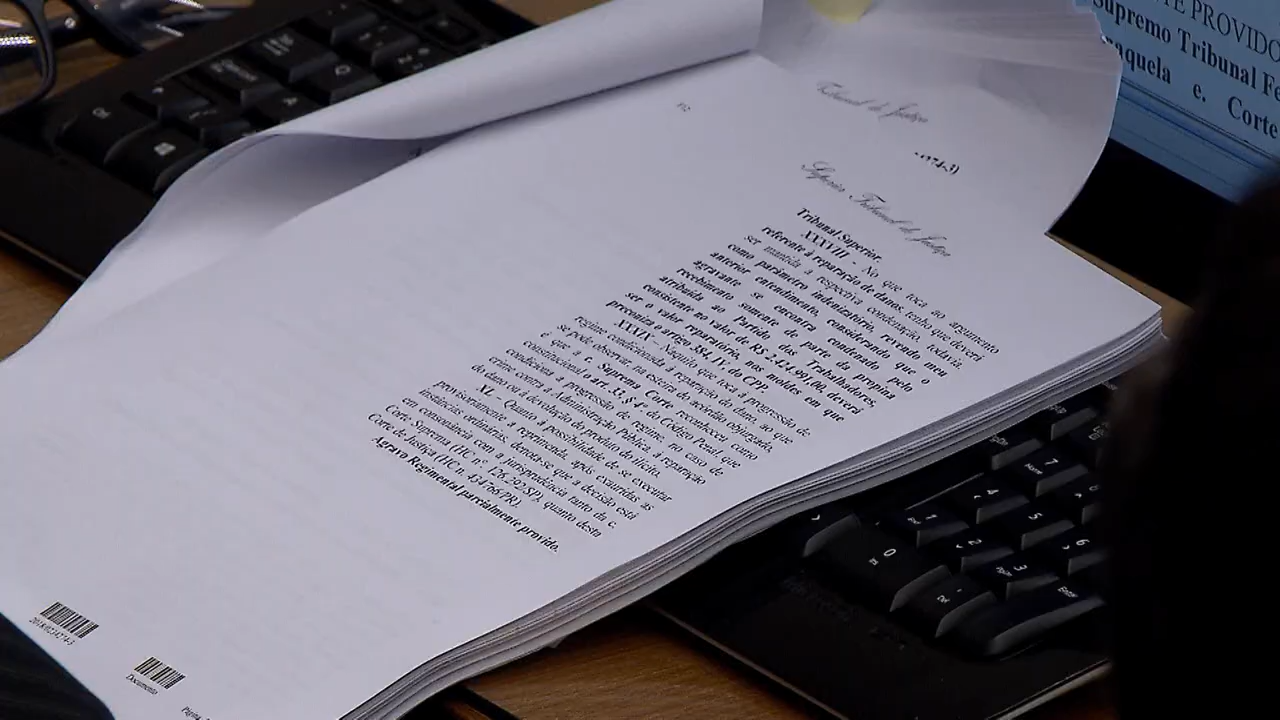 TE PROVIDO
Supremo Tribunal Fe
aquela e. Corte
Tribunal de Justiça
Superior Tribunal de Justiça
Tribunal Superior.
XXXVIII - No que toca ao argumento
referente à reparação de danos, tenho que deverá
ser mantida a respectiva condenação, todavia,
como parâmetro indenizatório, revendo meu
anterior entendimento, considerando que o
agravante se encontra condenado pelo
recebimento somente de parte da propina
atribuída ao Partido dos Trabalhadores,
consistente no valor de R$ 2.424.991,00, deverá
ser o valor reparatório, nos moldes em que
preconiza o artigo 387, IV, do CPP.
XXXIX - Naquilo que toca à progressão de
regime condicionada à reparação do dano, ao que
se pode observar na esteira do acórdão objurgado,
é que a c. Suprema Corte reconheceu como
constitucional o art. 33, § 4º do Código Penal, que
condiciona a progressão de regime, no caso de
crime contra a Administração Pública, à reparação
do dano ou à devolução do produto do ilícito.
XL - Quanto à possibilidade de se executar
provisoriamente a reprimenda, após exauridas as
instâncias ordinárias, denota-se que a decisão está
em consonância com a jurisprudência tanto da c.
Corte Suprema (HC n. 126.292/SP), quanto desta
Corte de Justiça (HC n. 434766/PR).
Agravo Regimental parcialmente provido.
Documento